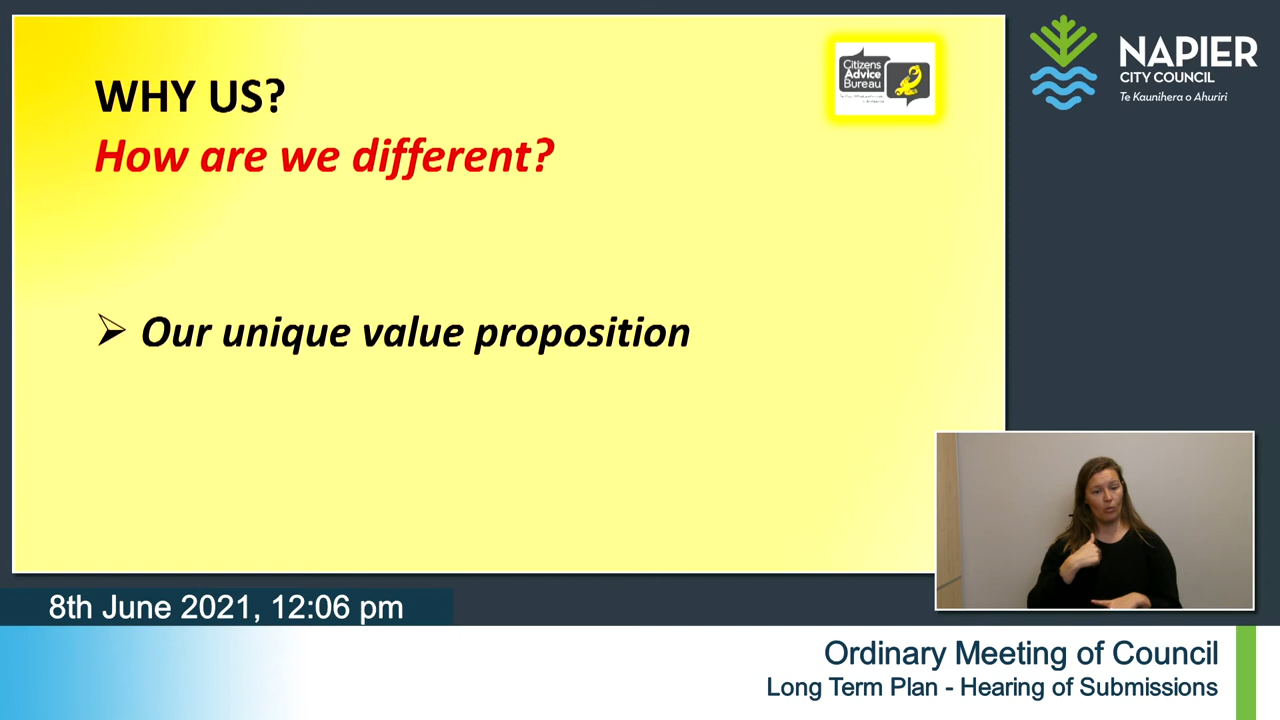 WHY US?
How are we different?
Citizens
Advice
Bureau
➢ Our unique value proposition
NAPIER
CITY COUNCIL
Te Kaunihera o Ahuriri
8th June 2021, 12:06 pm
Ordinary Meeting of Council
Long Term Plan - Hearing of Submissions